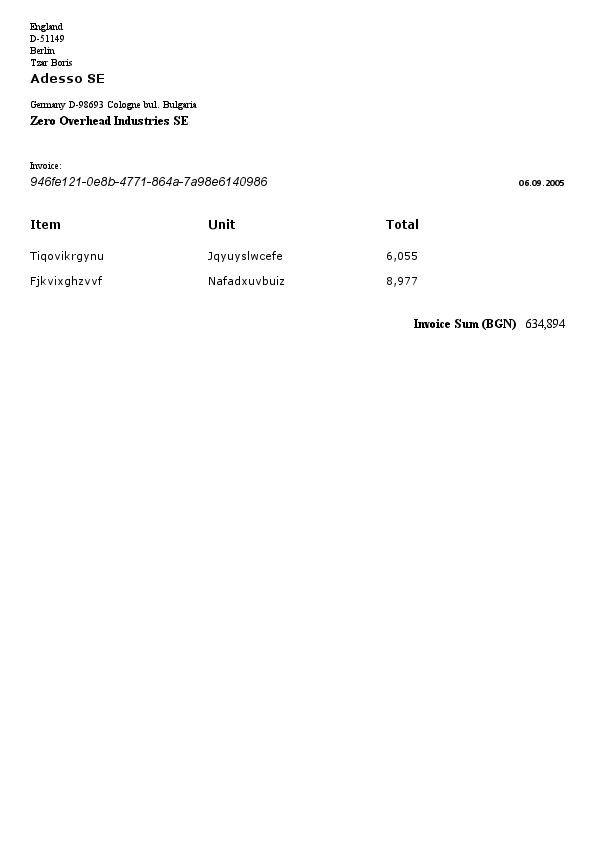 England
D-51149
Berlin
Tzar Boris
Adesso SE
Germany D-98693 Cologne bul. Bulgaria
Zero Overhead Industries SE
Invoice:
946fe121-0e8b-4771-864a-7a98e6140986 06.09.2005
Item Unit Total
Tiqovikrgynu Jqyuyslwcefe 6,055
Fjkvixghzvvf Nafadxuvbuiz 8,977
Invoice Sum (BGN) 634,894